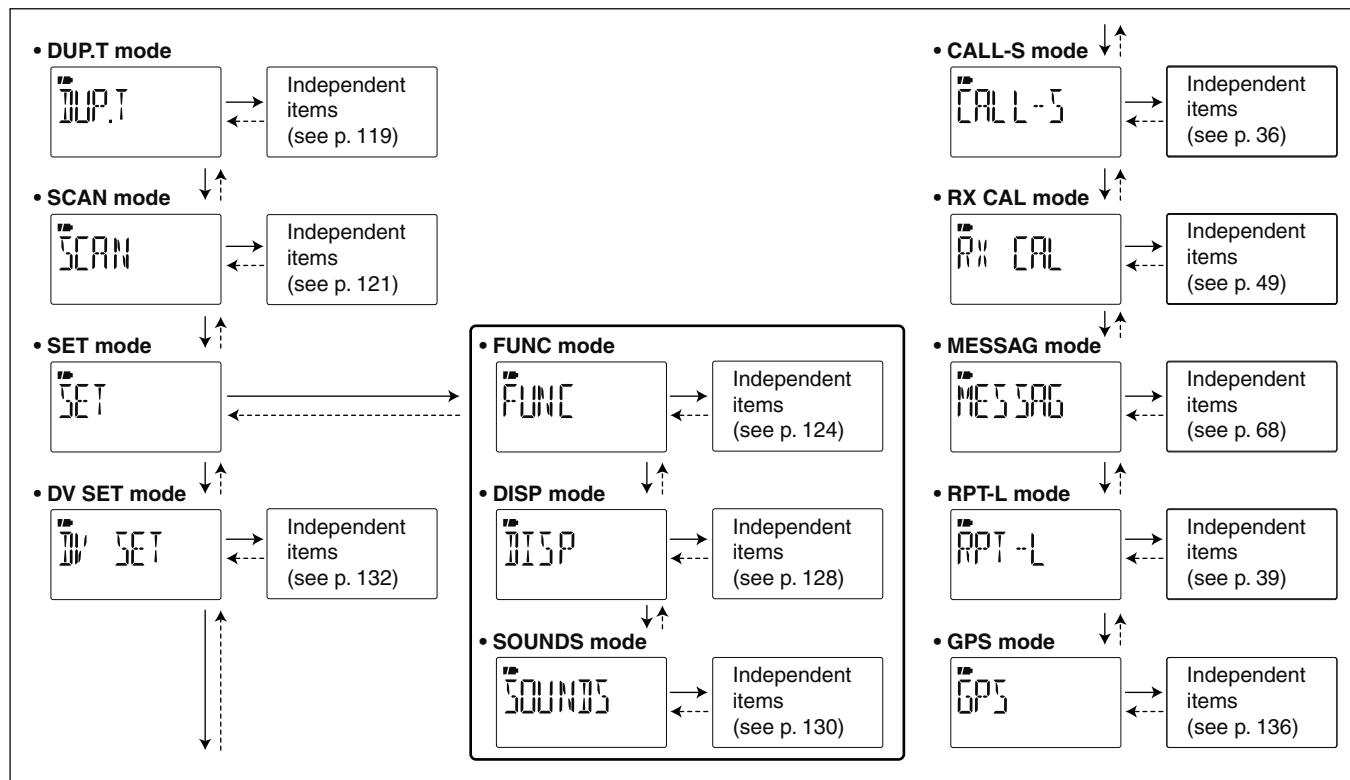 • DUP.T mode
DUP.T
Independent
items
(see p. 119)
• SCAN mode
SCAN
Independent
items
(see p. 121)
• SET mode
SET
• DV SET mode
DV SET
Independent
items
(see p. 132)
• FUNC mode
FUNC
Independent
items
(see p. 124)
• DISP mode
DISP
Independent
items
(see p. 128)
• SOUNDS mode
SOUNDS
Independent
items
(see p. 130)
• CALL-S mode
CALL-S
Independent
items
(see p. 36)
• RX CAL mode
RX CAL
Independent
items
(see p. 49)
• MESSAG mode
MESSAG
Independent
items
(see p. 68)
• RPT-L mode
RPT-L
Independent
items
(see p. 39)
• GPS mode
GPS
Independent
items
(see p. 136)